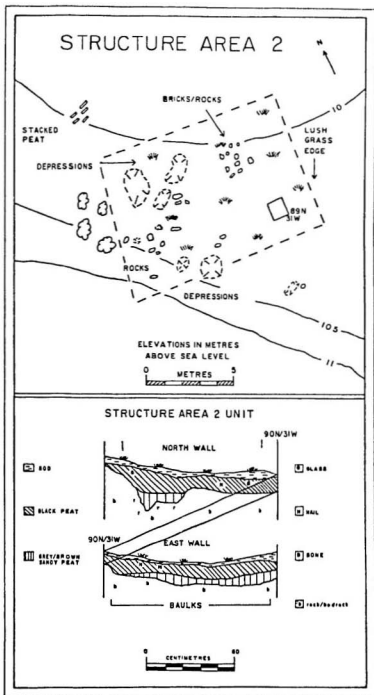 STRUCTURE AREA 2
N
BRICKS/ROCKS
10
STACKED
PEAT
LUSH
GRASS
EDGE
DEPRESSIONS
89N
31W
ROCKS
DEPRESSIONS
10.5
11
ELEVATIONS IN METRES
ABOVE SEA LEVEL
0 METRES 5
STRUCTURE AREA 2 UNIT
90N/31W
NORTH WALL
SOD
GLASS
BLACK PEAT
NAIL
90N/31W
EAST WALL
GREY/BROWN
SANDY PEAT
BONE
BAULKS
rock/bedrock
CENTIMETRES
0 60